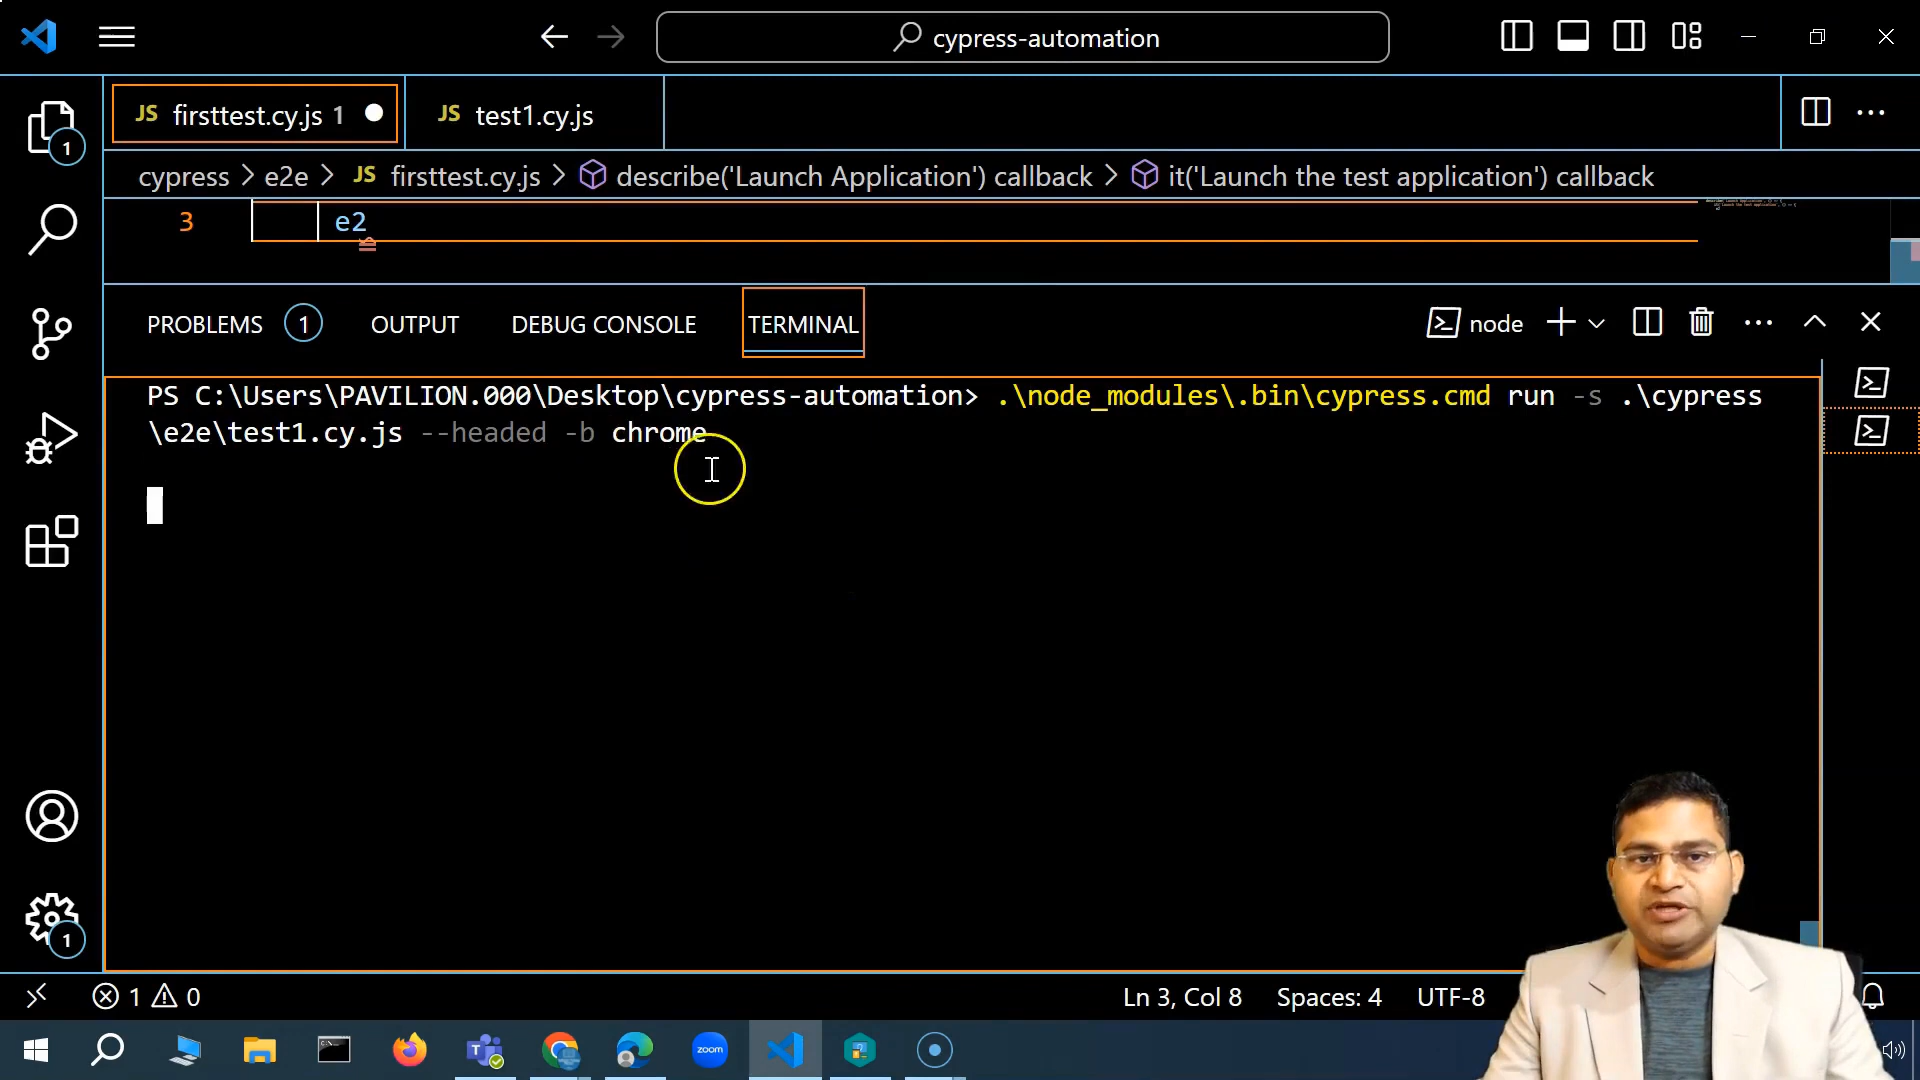 cypress-automation
JS firsttest.cy.js 1
JS test1.cy.js
1
cypress > e2e > JS firsttest.cy.js > describe('Launch Application') callback > it('Launch the test application') callback
3 e2
PROBLEMS 1 OUTPUT DEBUG CONSOLE TERMINAL
node
PS C:\Users\PAVILION.000\Desktop\cypress-automation> .\node_modules\.bin\cypress.cmd run -s .\cypress
\e2e\test1.cy.js --headed -b chrome
1
1 0
Ln 3, Col 8 Spaces: 4 UTF-8
zoom